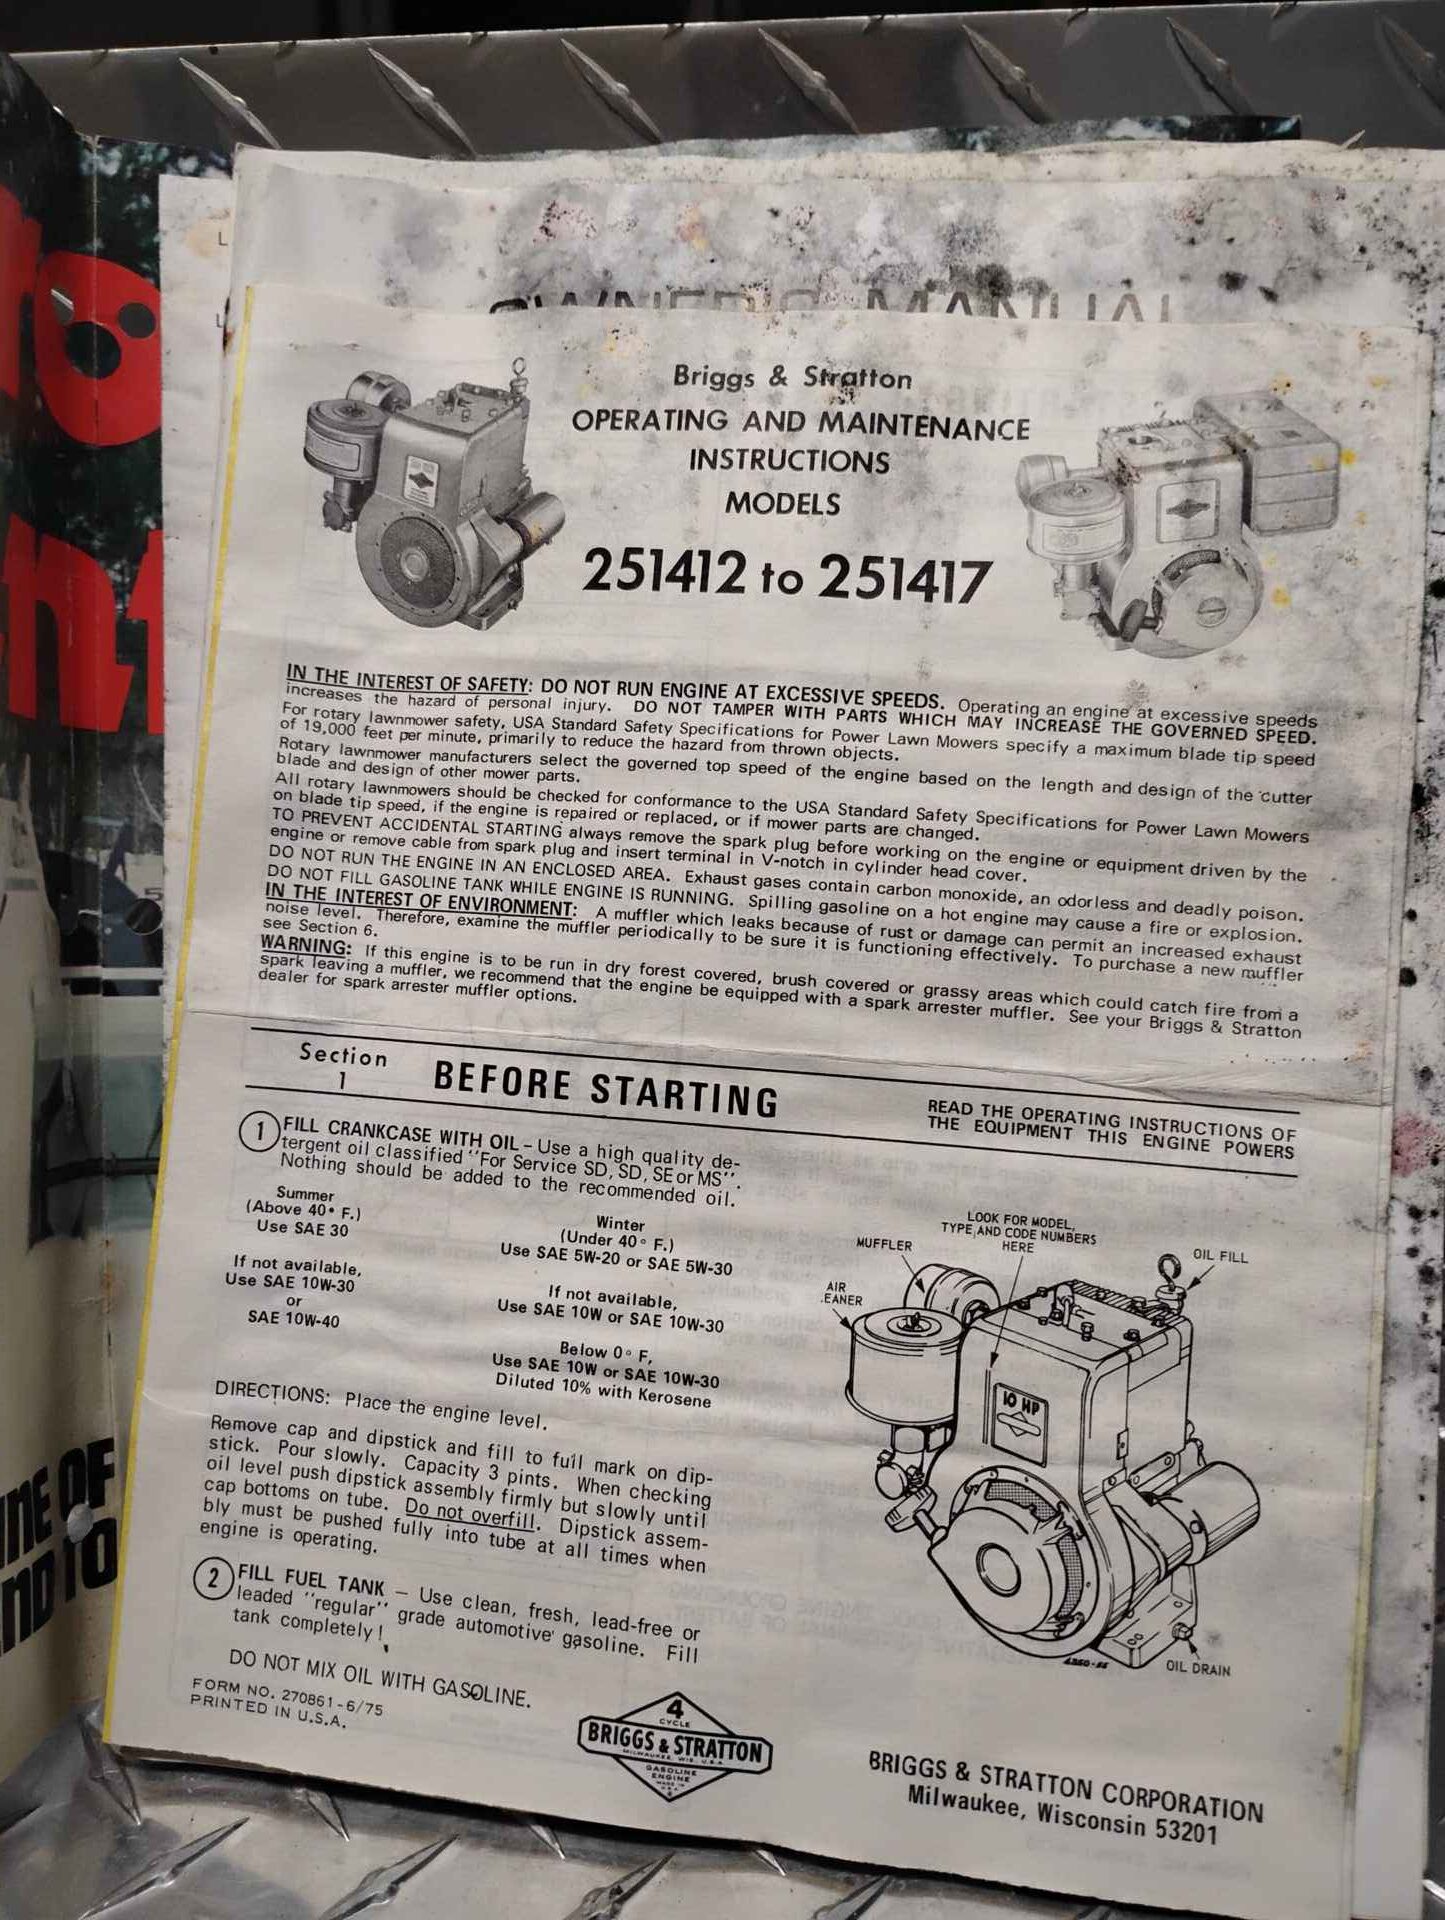 OWNER'S MANUAL
Briggs & Stratton
OPERATING AND MAINTENANCE
INSTRUCTIONS
MODELS
251412 to 251417
IN THE INTEREST OF SAFETY: DO NOT RUN ENGINE AT EXCESSIVE SPEEDS. Operating an engine at excessive speeds
increases the hazard of personal injury. DO NOT TAMPER WITH PARTS WHICH MAY INCREASE THE GOVERNED SPEED.
For rotary lawnmower safety, USA Standard Safety Specifications for Power Lawn Mowers specify a maximum blade tip speed
of 19,000 feet per minute, primarily to reduce the hazard from thrown objects.
Rotary lawnmower manufacturers select the governed top speed of the engine based on the length and design of the cutter
blade and design of other mower parts.
All rotary lawnmowers should be checked for conformance to the USA Standard Safety Specifications for Power Lawn Mowers
on blade tip speed, if the engine is repaired or replaced, or if mower parts are changed.
TO PREVENT ACCIDENTAL STARTING always remove the spark plug before working on the engine or equipment driven by the
engine or remove cable from spark plug and insert terminal in V-notch in cylinder head cover.
DO NOT RUN THE ENGINE IN AN ENCLOSED AREA. Exhaust gases contain carbon monoxide, an odorless and deadly poison.
DO NOT FILL GASOLINE TANK WHILE ENGINE IS RUNNING. Spilling gasoline on a hot engine may cause a fire or explosion.
IN THE INTEREST OF ENVIRONMENT: A muffler which leaks because of rust or damage can permit an increased exhaust
noise level. Therefore, examine the muffler periodically to be sure it is functioning effectively. To purchase a new muffler
see Section 6.
WARNING: If this engine is to be run in dry forest covered, brush covered or grassy areas which could catch fire from a
spark leaving a muffler, we recommend that the engine be equipped with a spark arrester muffler. See your Briggs & Stratton
dealer for spark arrester muffler options.
Section
1
BEFORE STARTING
READ THE OPERATING INSTRUCTIONS OF
THE EQUIPMENT THIS ENGINE POWERS
1 FILL CRANKCASE WITH OIL – Use a high quality de-
tergent oil classified "For Service SD, SD, SE or MS".
Nothing should be added to the recommended oil.
Summer
(Above 40° F.)
Use SAE 30
If not available,
Use SAE 10W-30
or
SAE 10W-40
Winter
(Under 40° F.)
Use SAE 5W-20 or SAE 5W-30
If not available,
Use SAE 10W or SAE 10W-30
Below 0° F,
Use SAE 10W or SAE 10W-30
Diluted 10% with Kerosene
DIRECTIONS: Place the engine level.
Remove cap and dipstick and fill to full mark on dip-
stick. Pour slowly. Capacity 3 pints. When checking
oil level push dipstick assembly firmly but slowly until
cap bottoms on tube. Do not overfill. Dipstick assem-
bly must be pushed fully into tube at all times when
engine is operating.
2 FILL FUEL TANK – Use clean, fresh, lead-free or
leaded "regular" grade automotive gasoline. Fill
tank completely!
DO NOT MIX OIL WITH GASOLINE.
FORM NO. 270861-6/75
PRINTED IN U.S.A.
LOOK FOR MODEL,
TYPE, AND CODE NUMBERS
HERE
MUFFLER
OIL FILL
AIR
LEANER
10 HP
OIL DRAIN
4
CYCLE
BRIGGS & STRATTON
MILWAUKEE, WIS. U.S.A.
GASOLINE
ENGINE
MADE IN
U.S.A.
BRIGGS & STRATTON CORPORATION
Milwaukee, Wisconsin 53201
INE OF
AND TO